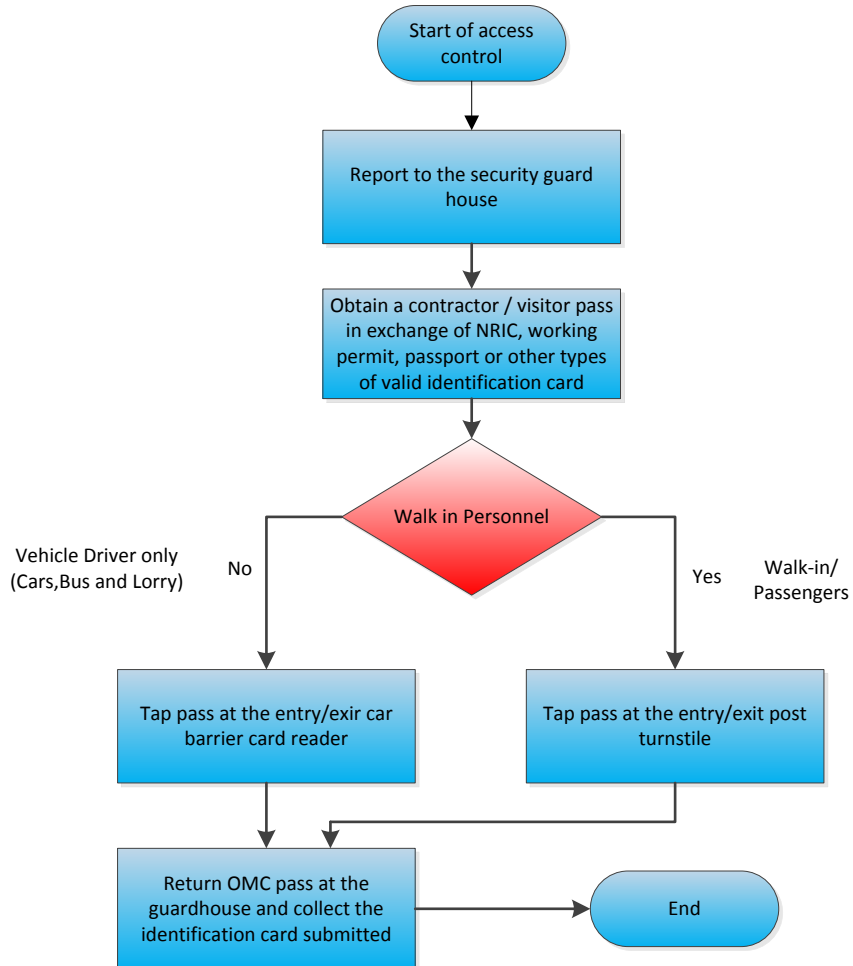 Start of access
control
Report to the security guard
house
Obtain a contractor / visitor pass
in exchange of NRIC, working
permit, passport or other types
of valid identification card
Walk in Personnel
Vehicle Driver only
(Cars,Bus and Lorry)
No
Yes
Walk-in/
Passengers
Tap pass at the entry/exir car
barrier card reader
Tap pass at the entry/exit post
turnstile
Return OMC pass at the
guardhouse and collect the
identification card submitted
End